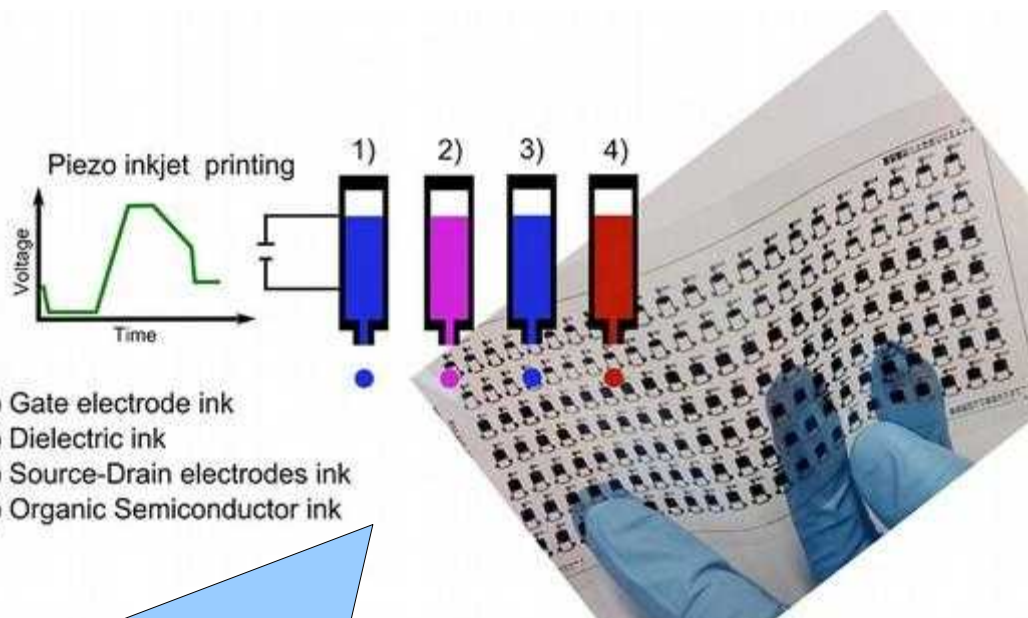 1) 2) 3) 4)
Piezo inkjet printing
Voltage
Time
) Gate electrode ink
) Dielectric ink
) Source-Drain electrodes ink
) Organic Semiconductor ink